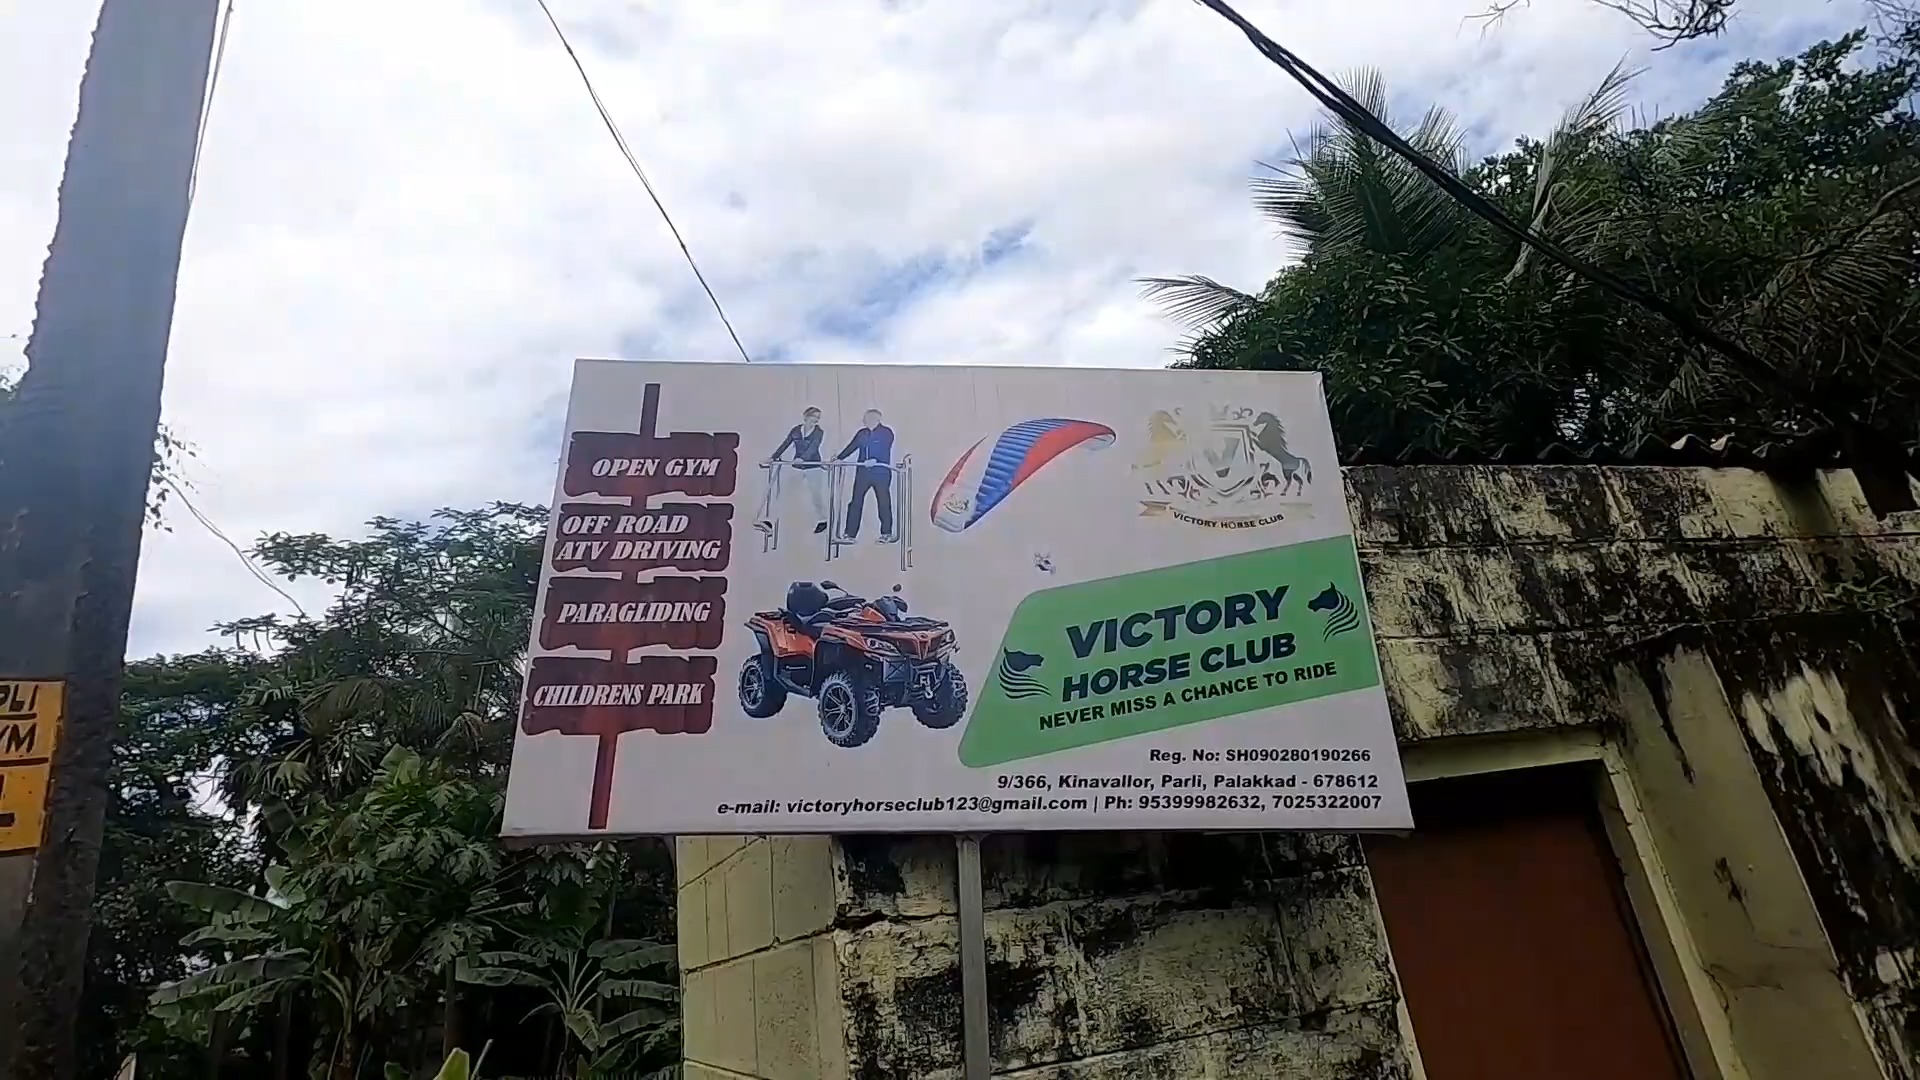 OPEN GYM
OFF ROAD
ATV DRIVING
PARAGLIDING
CHILDRENS PARK
VICTORY HORSE CLUB
VICTORY
HORSE CLUB
NEVER MISS A CHANCE TO RIDE
Reg. No: SH090280190266
9/366, Kinavallor, Parli, Palakkad - 678612
e-mail: victoryhorseclub123@gmail.com | Ph: 95399982632, 7025322007